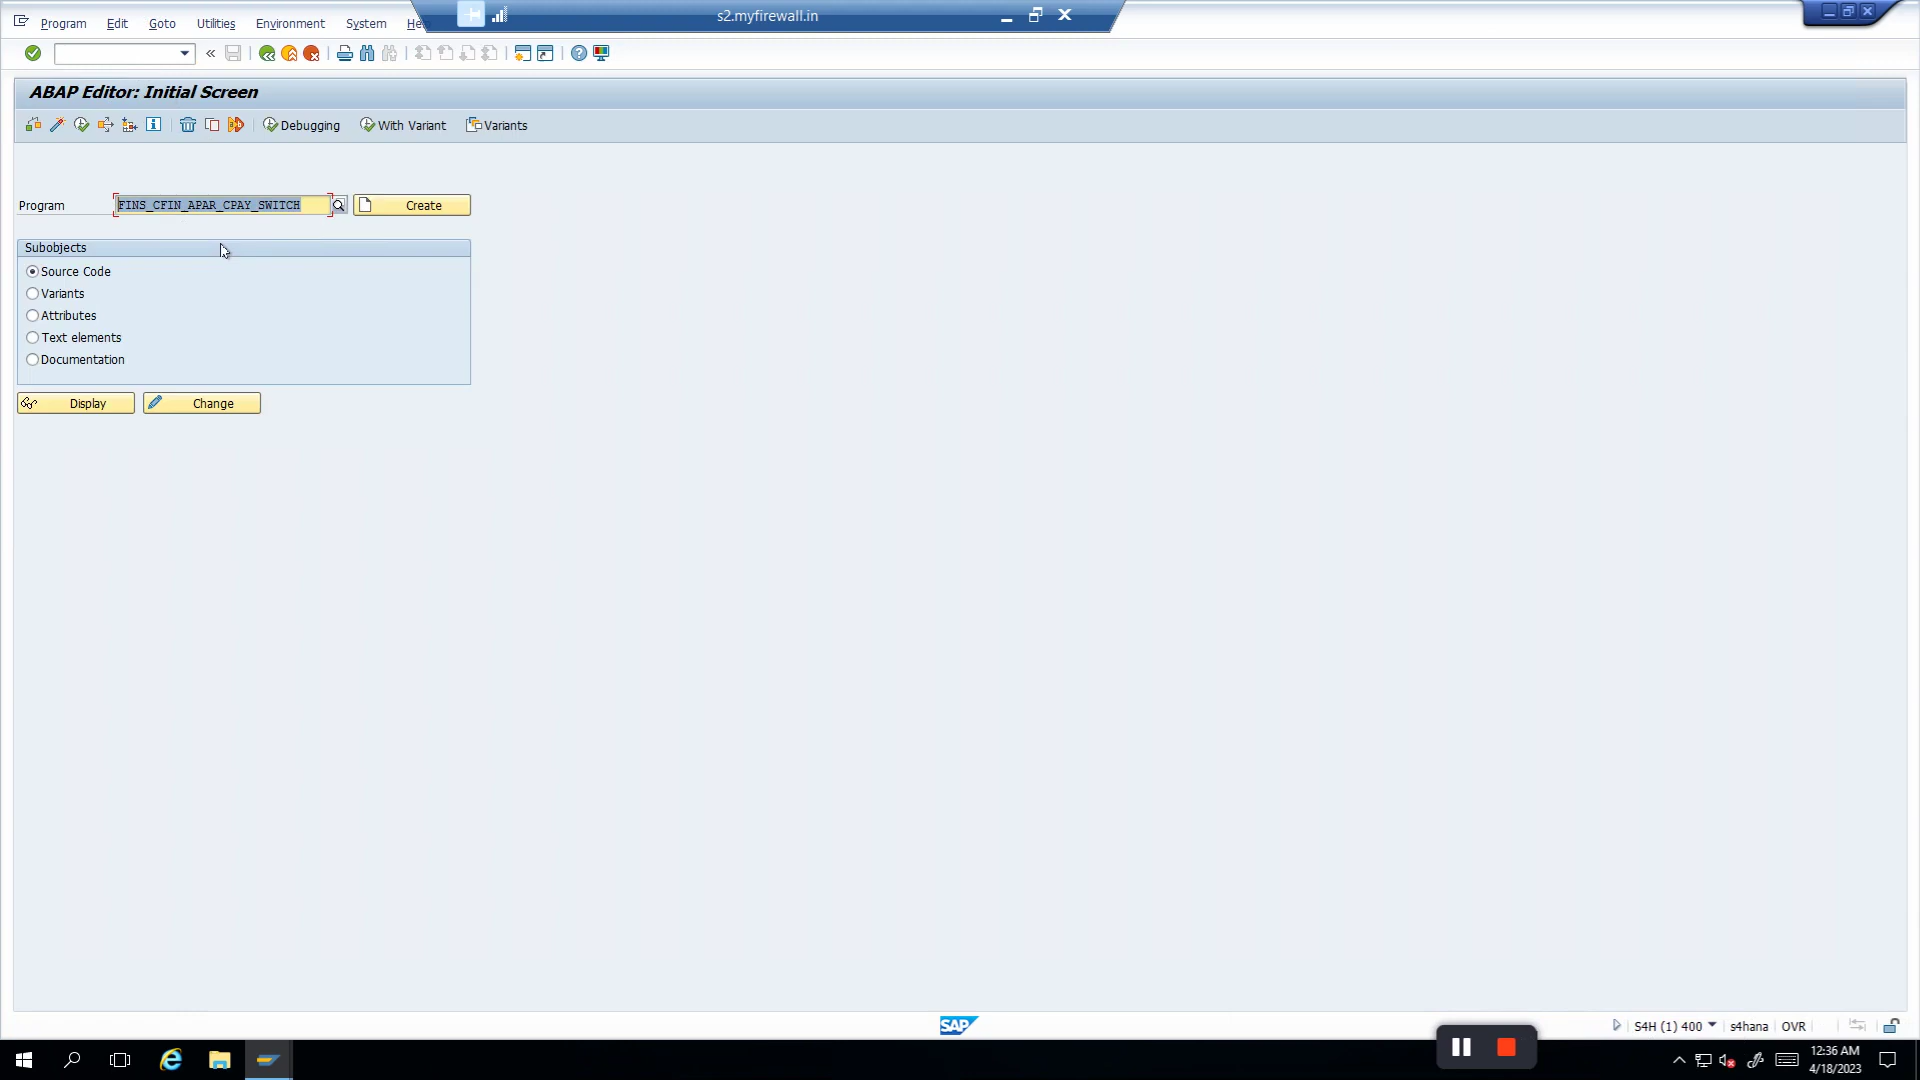 Program Edit Goto Utilities Environment System He
s2.myfirewall.in
ABAP Editor: Initial Screen
Debugging With Variant Variants
Program FINS_CFIN_APAR_CPAY_SWITCH Create
Subobjects
Source Code
Variants
Attributes
Text elements
Documentation
Display Change
SAP
S4H (1) 400 s4hana OVR
12:36 AM
4/18/2023